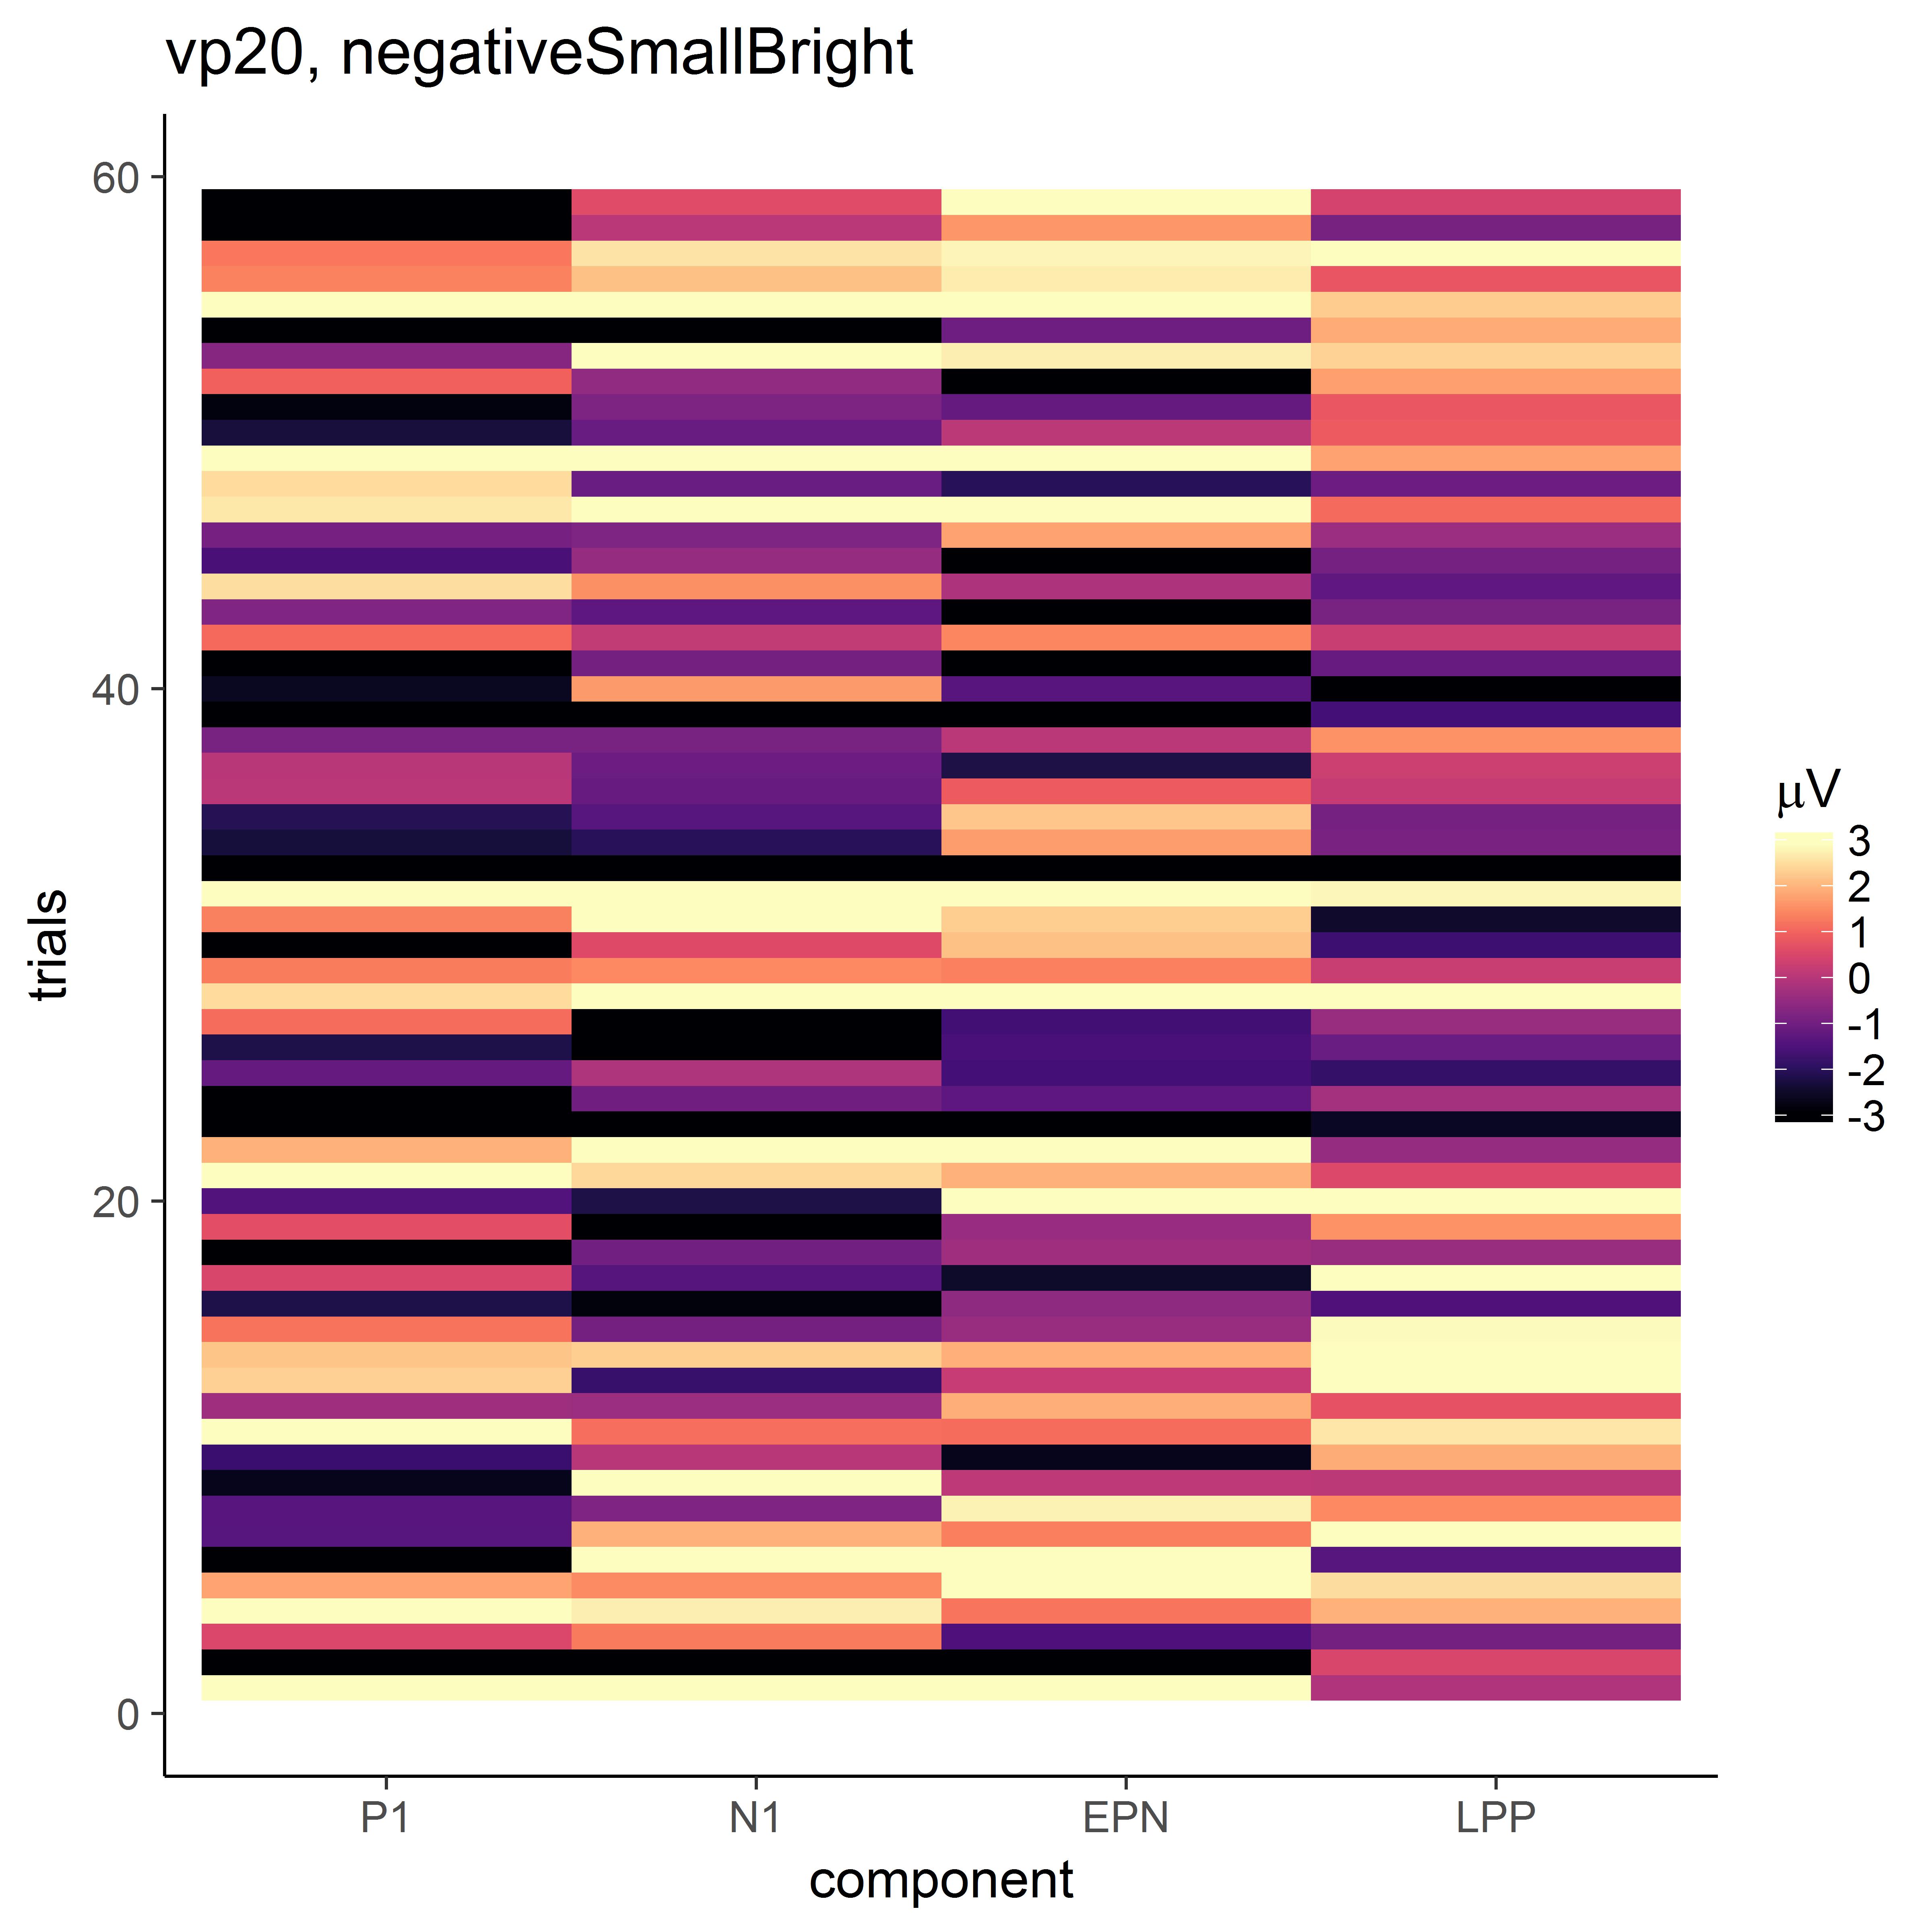 vp20, negativeSmallBright
60
40
20
0
trials
P1 N1 EPN LPP
component
μV
3
2
1
0
-1
-2
-3